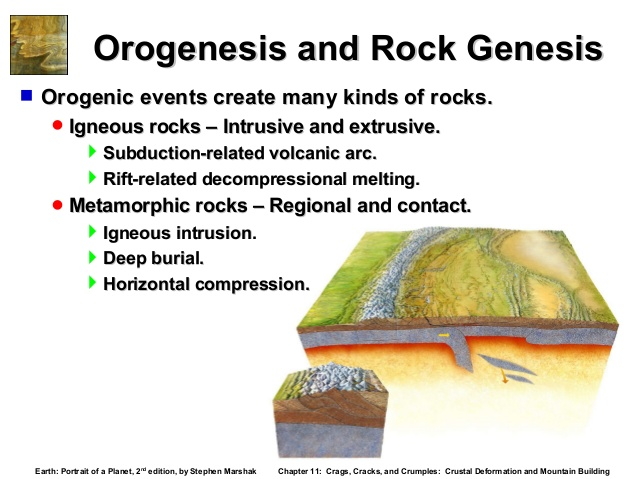 Orogenesis and Rock Genesis
Orogenic events create many kinds of rocks.
Igneous rocks – Intrusive and extrusive.
Subduction-related volcanic arc.
Rift-related decompressional melting.
Metamorphic rocks – Regional and contact.
Igneous intrusion.
Deep burial.
Horizontal compression.
Earth: Portrait of a Planet, 2nd edition, by Stephen Marshak
Chapter 11: Crags, Cracks, and Crumples: Crustal Deformation and Mountain Building